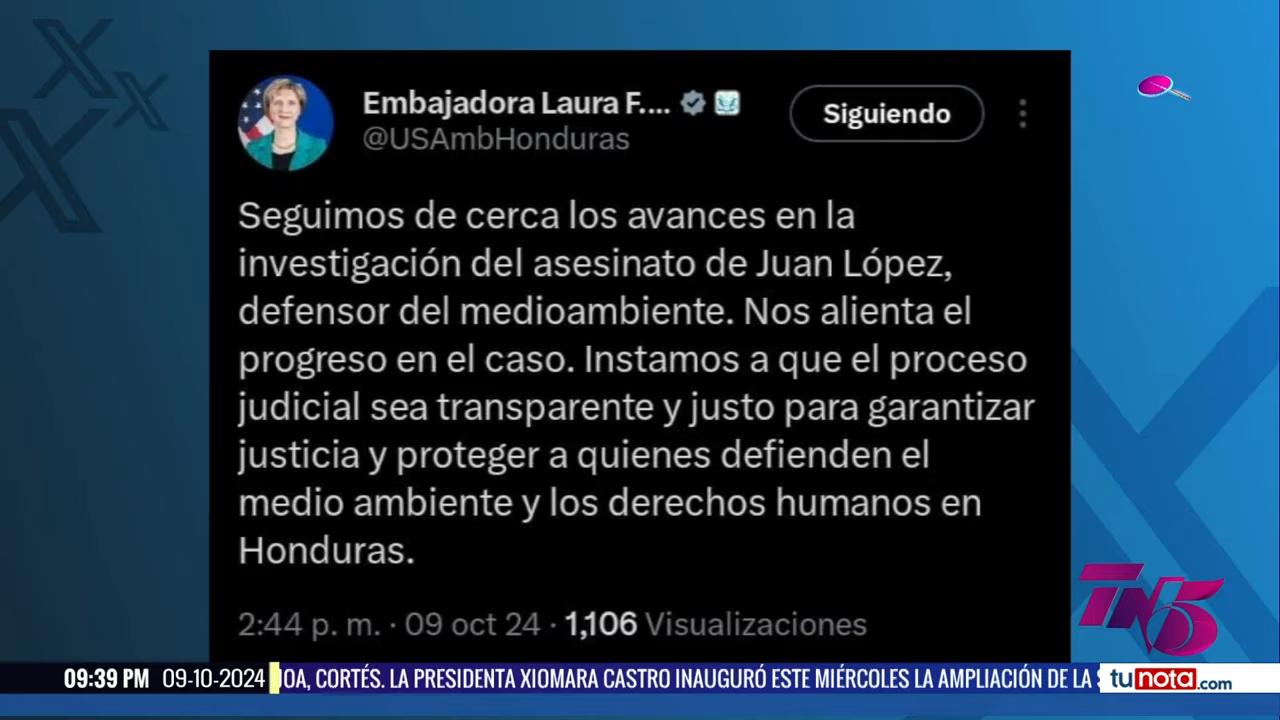 Embajadora Laura F....
@USAmbHonduras
Siguiendo
Seguimos de cerca los avances en la
investigación del asesinato de Juan López,
defensor del medioambiente. Nos alienta el
progreso en el caso. Instamos a que el proceso
judicial sea transparente y justo para garantizar
justicia y proteger a quienes defienden el
medio ambiente y los derechos humanos en
Honduras.
2:44 p. m. · 09 oct 24 · 1,106 Visualizaciones
TN5
09:39 PM 09-10-2024 OA, CORTÉS. LA PRESIDENTA XIOMARA CASTRO INAUGURÓ ESTE MIÉRCOLES LA AMPLIACIÓN DE LA tunota.com